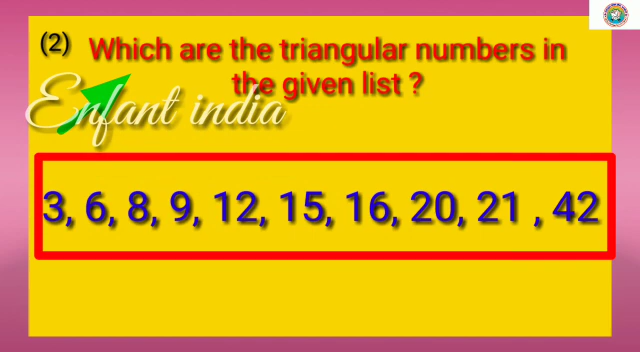 (2) Which are the triangular numbers in
the given list ?
Enfant india
3, 6, 8, 9, 12, 15, 16, 20, 21 , 42